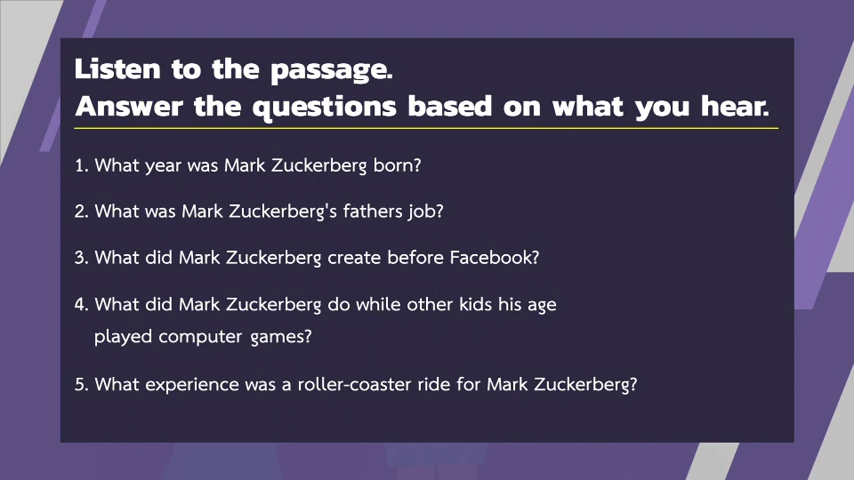 Listen to the passage.
Answer the questions based on what you hear.
1. What year was Mark Zuckerberg born?
2. What was Mark Zuckerberg's fathers job?
3. What did Mark Zuckerberg create before Facebook?
4. What did Mark Zuckerberg do while other kids his age
played computer games?
5. What experience was a roller-coaster ride for Mark Zuckerberg?